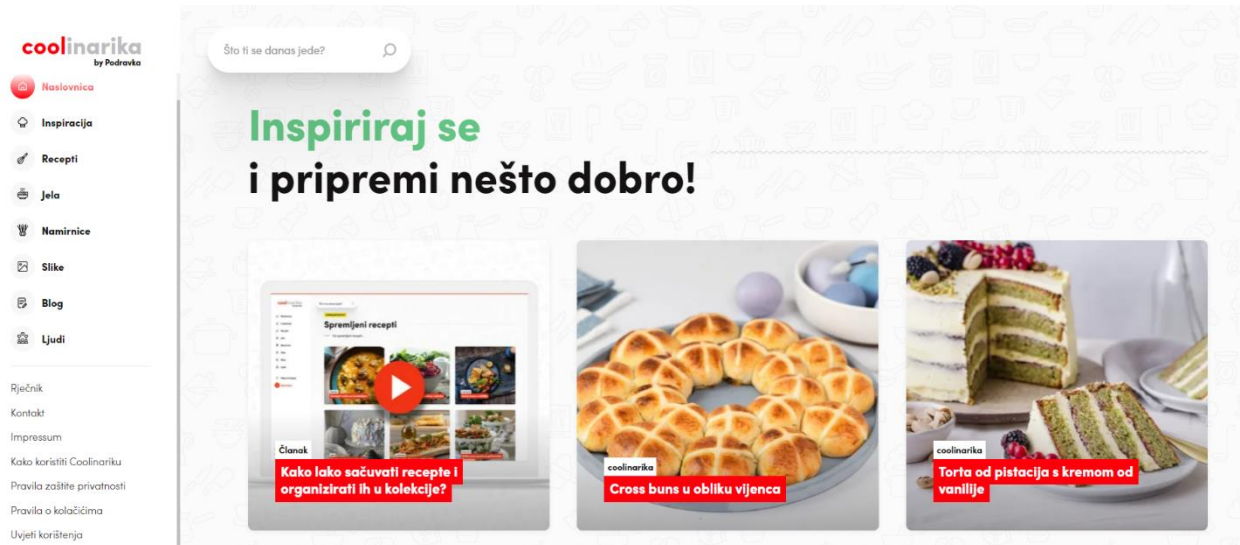 coolinarika
by Podravka
Naslovnica
Inspiracija
Recepti
Jela
Namirnice
Slike
Blog
Ljudi
Rječnik
Kontakt
Impressum
Kako koristiti Coolinariku
Pravila zaštite privatnosti
Pravila o kolačićima
Uvjeti korištenja
Što ti se danas jede?
Inspiriraj se
i pripremi nešto dobro!
Spremljeni recepti
Članak
Kako lako sačuvati recepte i
organizirati ih u kolekcije?
coolinarika
Cross buns u obliku vijenca
coolinarika
Torta od pistacija s kremom od
vanilije